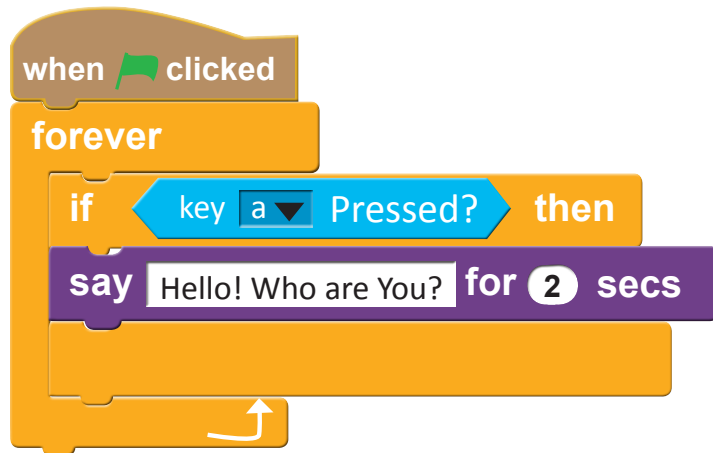 when clicked
forever
if key a Pressed? then
say Hello! Who are You? for 2 secs